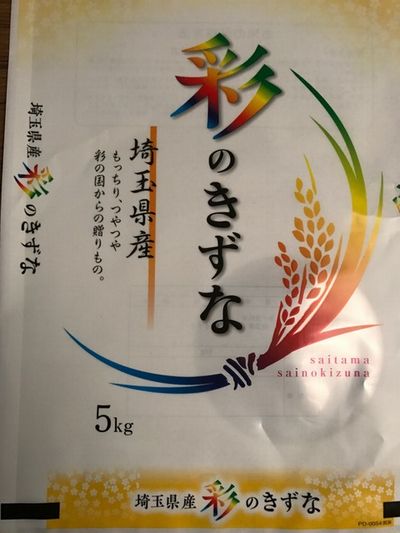 彩のきずな
埼玉県産
もっちり、つやつや
彩の国からの贈りもの。
埼玉県産 彩のきずな
saitama
sainokizuna
5kg
埼玉県産 彩のきずな